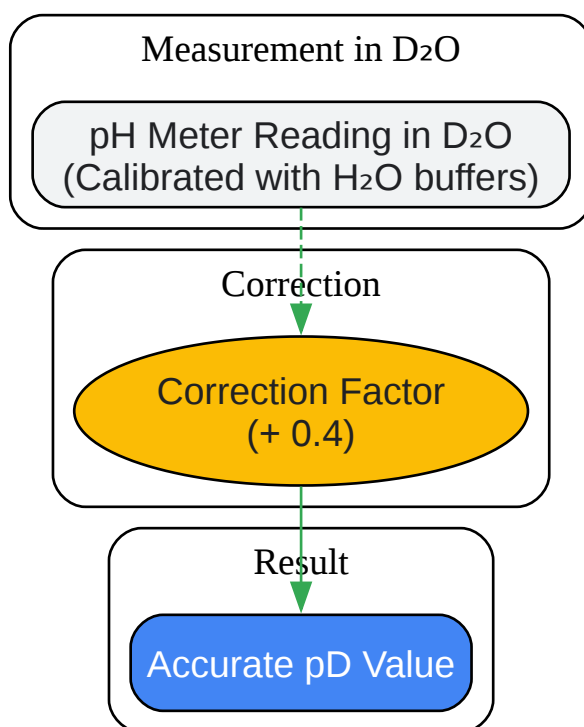 Measurement in D₂O
pH Meter Reading in D₂O
(Calibrated with H₂O buffers)
Correction
Correction Factor
(+ 0.4)
Result
Accurate pD Value